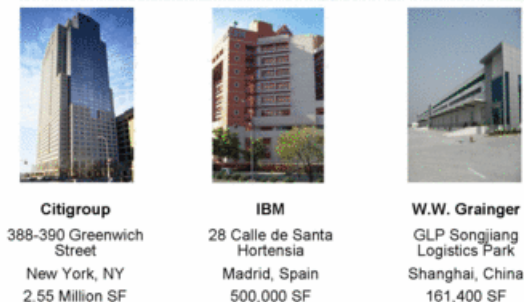 Citigroup
388-390 Greenwich
Street
New York, NY
2.55 Million SF
IBM
28 Calle de Santa
Hortensia
Madrid, Spain
500,000 SF
W.W. Grainger
GLP Songjiang
Logistics Park
Shanghai, China
161,400 SF